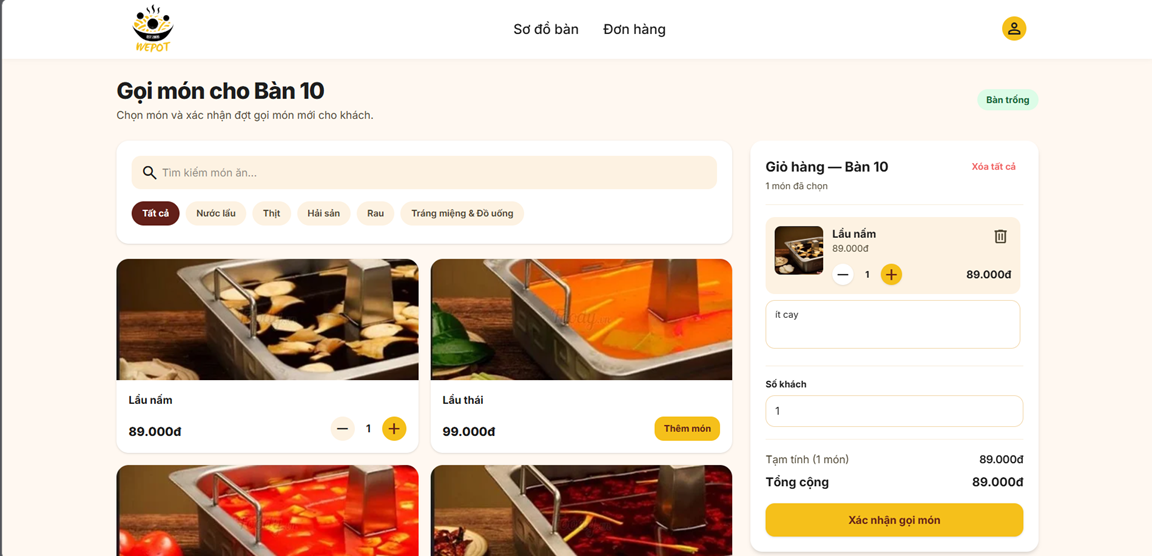 WEPOT
Sơ đồ bàn
Đơn hàng
Gọi món cho Bàn 10
Chọn món và xác nhận đợt gọi món mới cho khách.
Bàn trống
Tìm kiếm món ăn...
Tất cả
Nước lẩu
Thịt
Hải sản
Rau
Tráng miệng & Đồ uống
Lẩu nấm
89.000đ
1
Lẩu thái
99.000đ
Thêm món
Giỏ hàng — Bàn 10
Xóa tất cả
1 món đã chọn
Lẩu nấm
89.000đ
1
89.000đ
ít cay
Số khách
1
Tạm tính (1 món)
89.000đ
Tổng cộng
89.000đ
Xác nhận gọi món